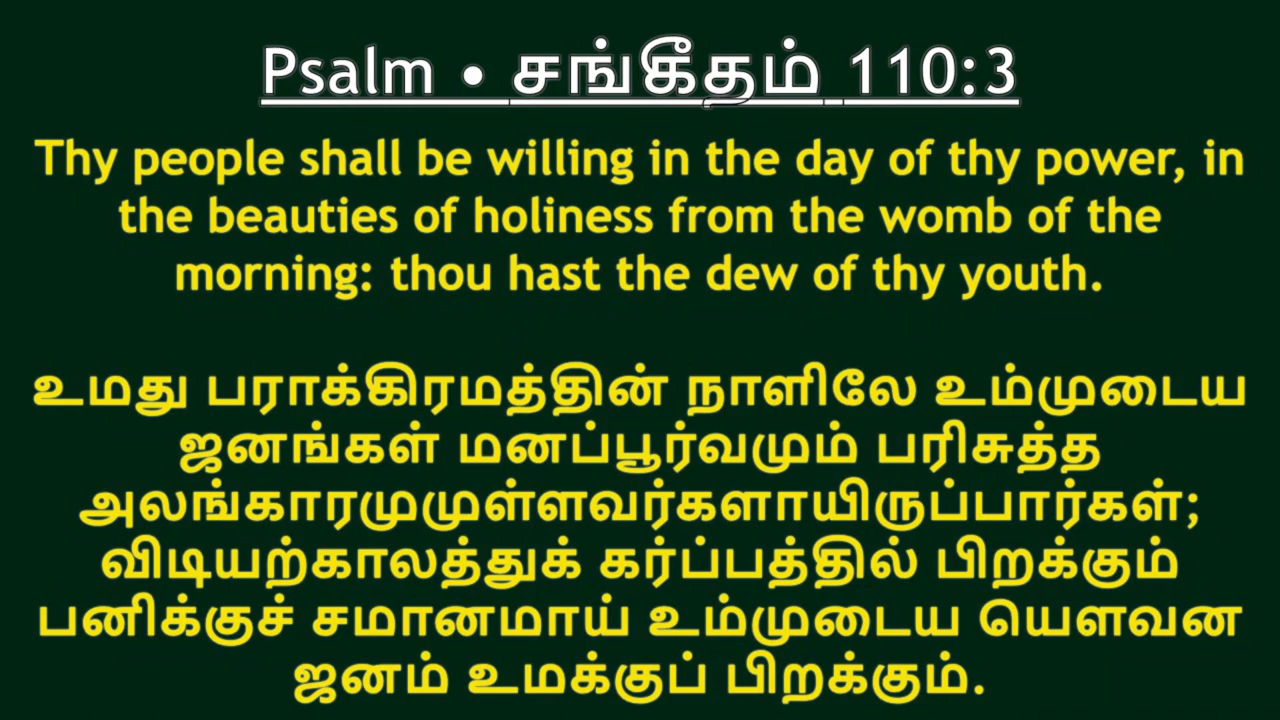 Psalm • சங்கீதம் 110:3
Thy people shall be willing in the day of thy power, in
the beauties of holiness from the womb of the
morning: thou hast the dew of thy youth.
உமது பராக்கிரமத்தின் நாளிலே உம்முடைய
ஜனங்கள் மனப்பூர்வமும் பரிசுத்த
அலங்காரமுமுள்ளவர்களாயிருப்பார்கள்;
விடியற்காலத்துக் கர்ப்பத்தில் பிறக்கும்
பனிக்குச் சமானமாய் உம்முடைய யௌவன
ஜனம் உமக்குப் பிறக்கும்.